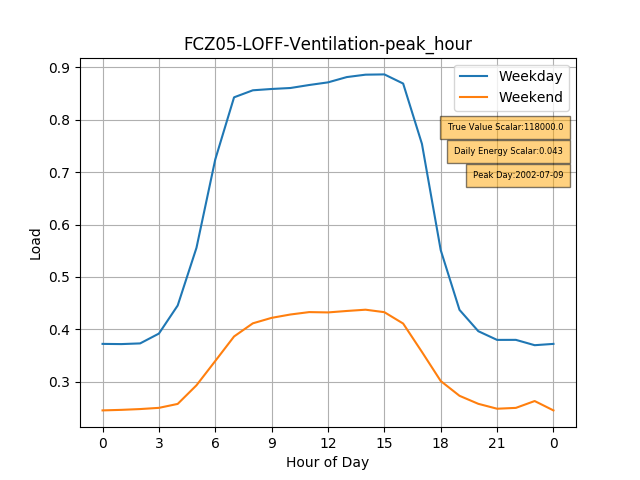 FCZ05-LOFF-Ventilation-peak_hour
0.9
0.8
0.7
0.6
0.5
0.4
0.3
Load
Weekday
Weekend
True Value Scalar:118000.0
Daily Energy Scalar:0.043
Peak Day:2002-07-09
0 3 6 9 12 15 18 21 0
Hour of Day